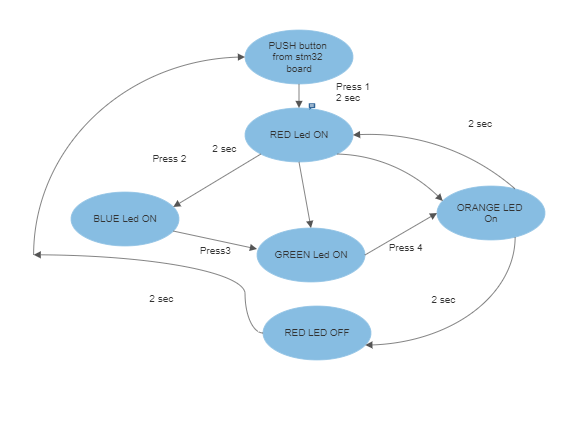 PUSH button
from stm32
board
Press 1
2 sec
RED Led ON
2 sec
2 sec
Press 2
BLUE Led ON
ORANGE LED
On
Press3
GREEN Led ON
Press 4
2 sec
2 sec
RED LED OFF